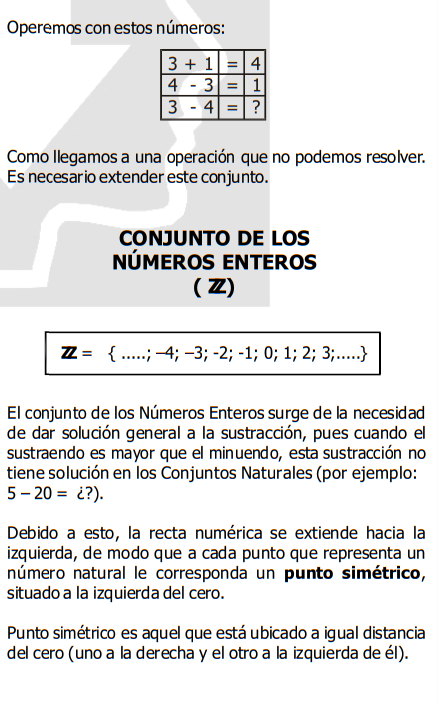 Operemos con estos números:
3 + 1 = 4
4 - 3 = 1
3 - 4 = ?
Como llegamos a una operación que no podemos resolver.
Es necesario extender este conjunto.
CONJUNTO DE LOS
NÚMEROS ENTEROS
( ℤ)
ℤ = { .....; –4; –3; -2; -1; 0; 1; 2; 3;.....}
El conjunto de los Números Enteros surge de la necesidad
de dar solución general a la sustracción, pues cuando el
sustraendo es mayor que el minuendo, esta sustracción no
tiene solución en los Conjuntos Naturales (por ejemplo:
5 – 20 = ¿?).
Debido a esto, la recta numérica se extiende hacia la
izquierda, de modo que a cada punto que representa un
número natural le corresponda un punto simétrico,
situado a la izquierda del cero.
Punto simétrico es aquel que está ubicado a igual distancia
del cero (uno a la derecha y el otro a la izquierda de él).